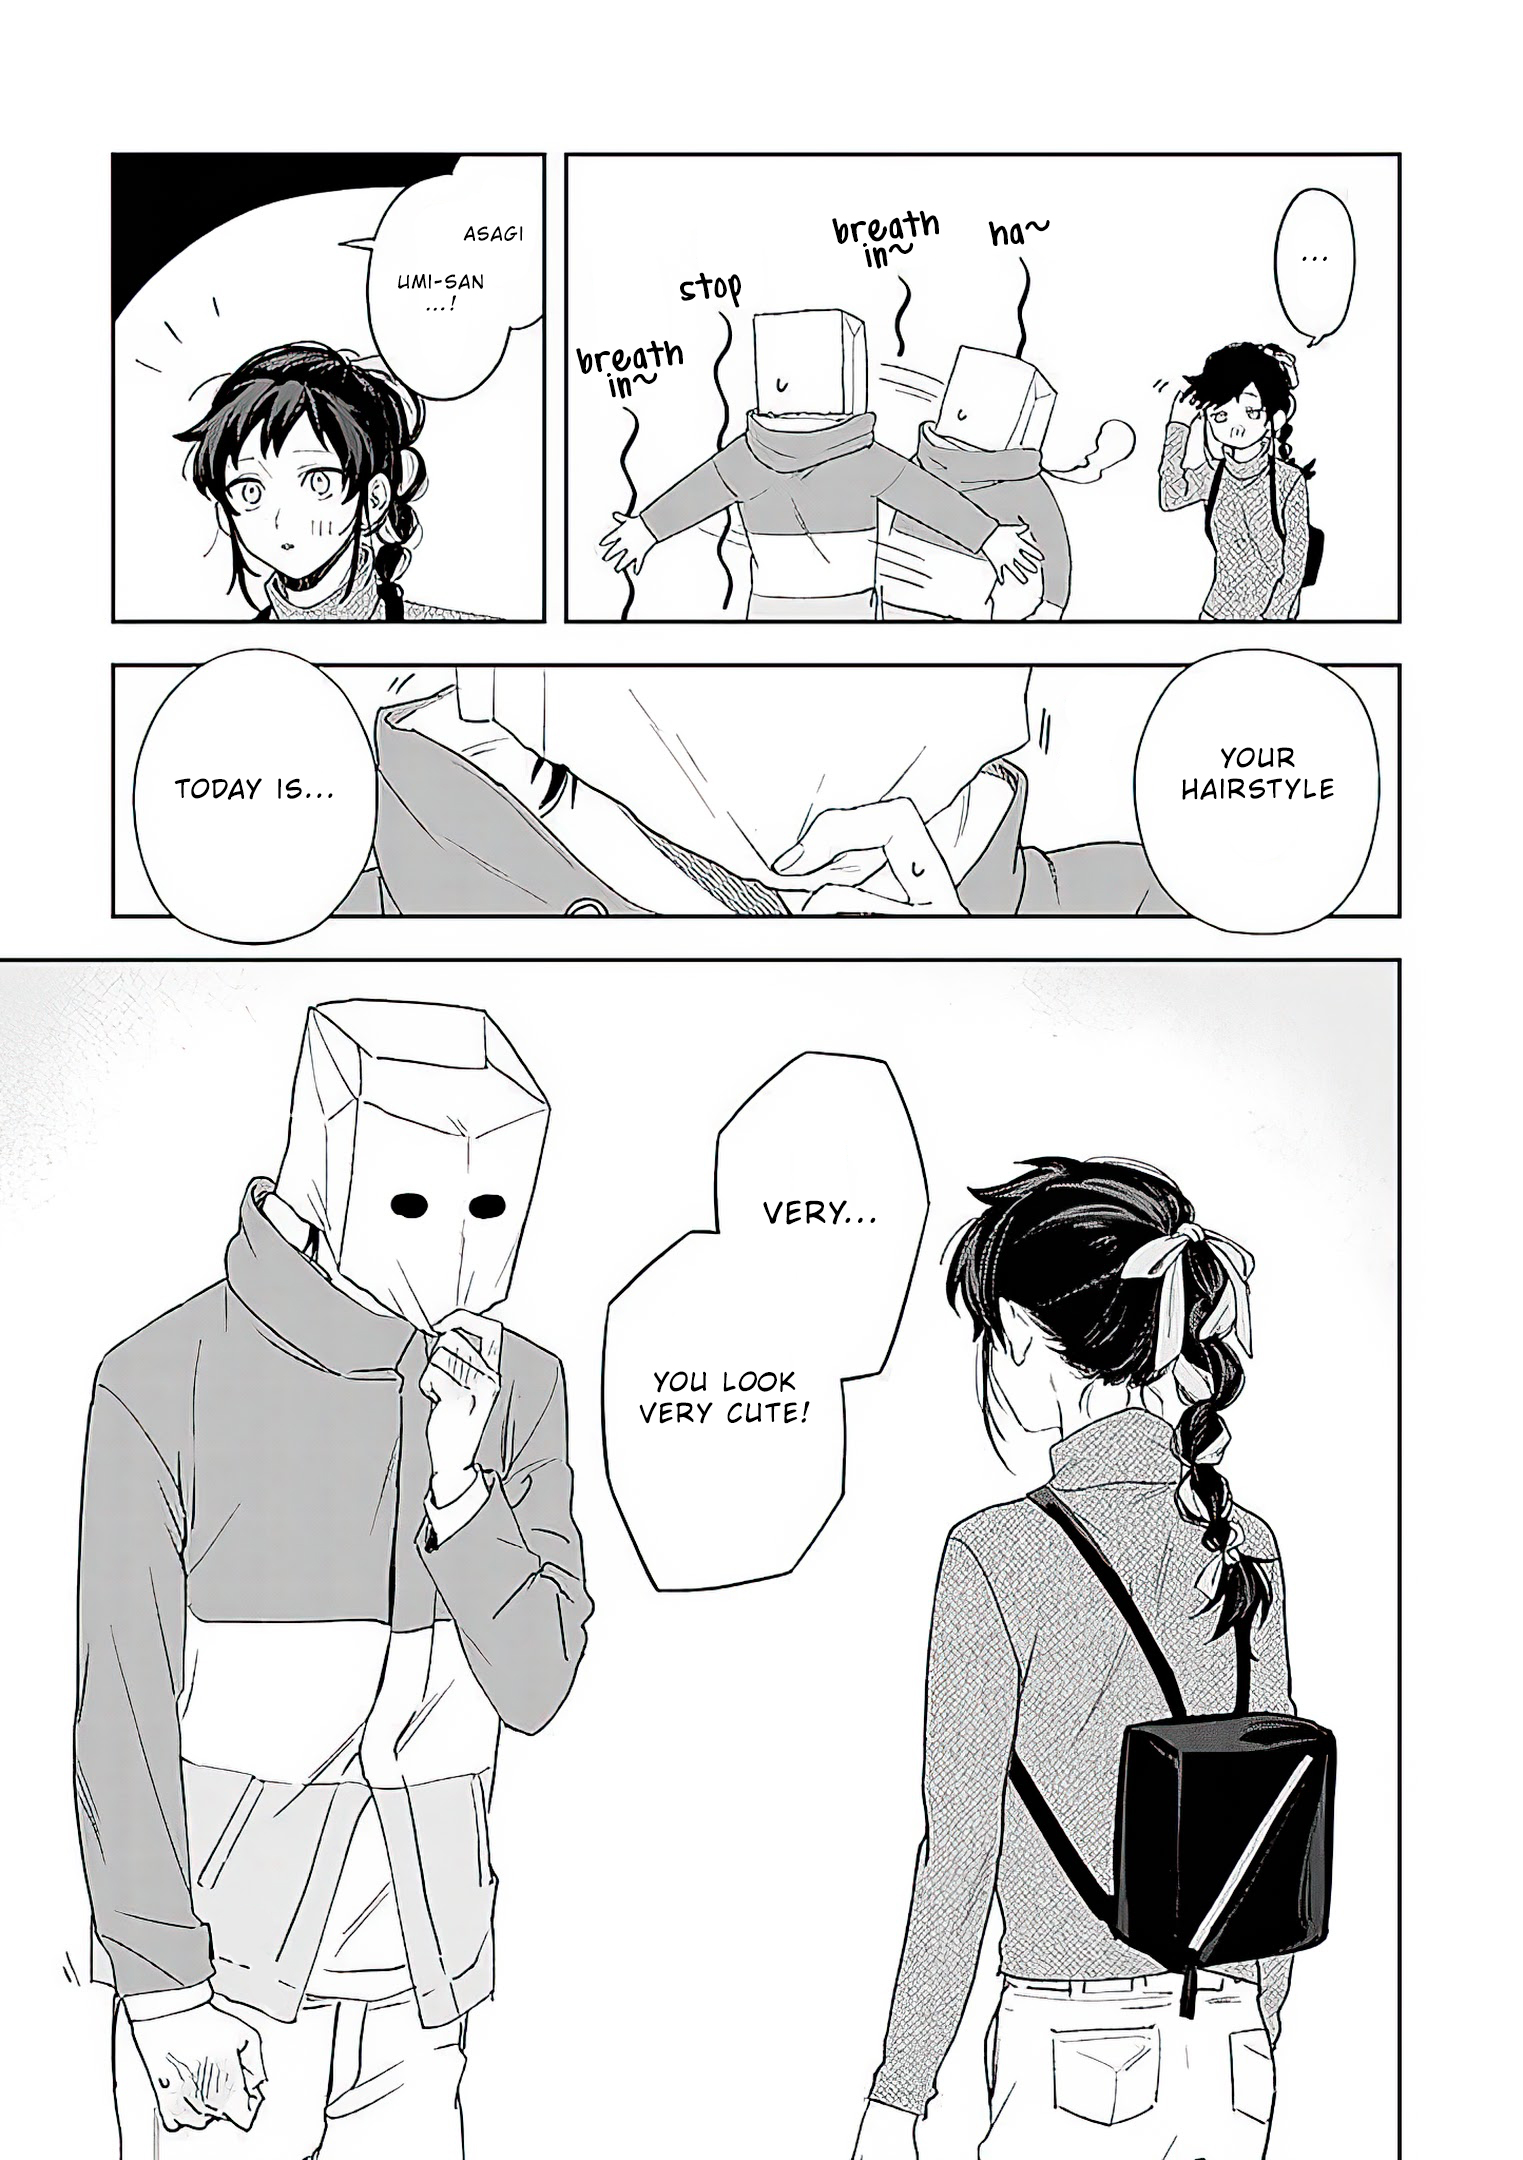 ...
ha~
breath
in~
stop
breath
in~
ASAGI
UMI-SAN
...!
YOUR
HAIRSTYLE
TODAY IS...
VERY...
YOU LOOK
VERY CUTE!